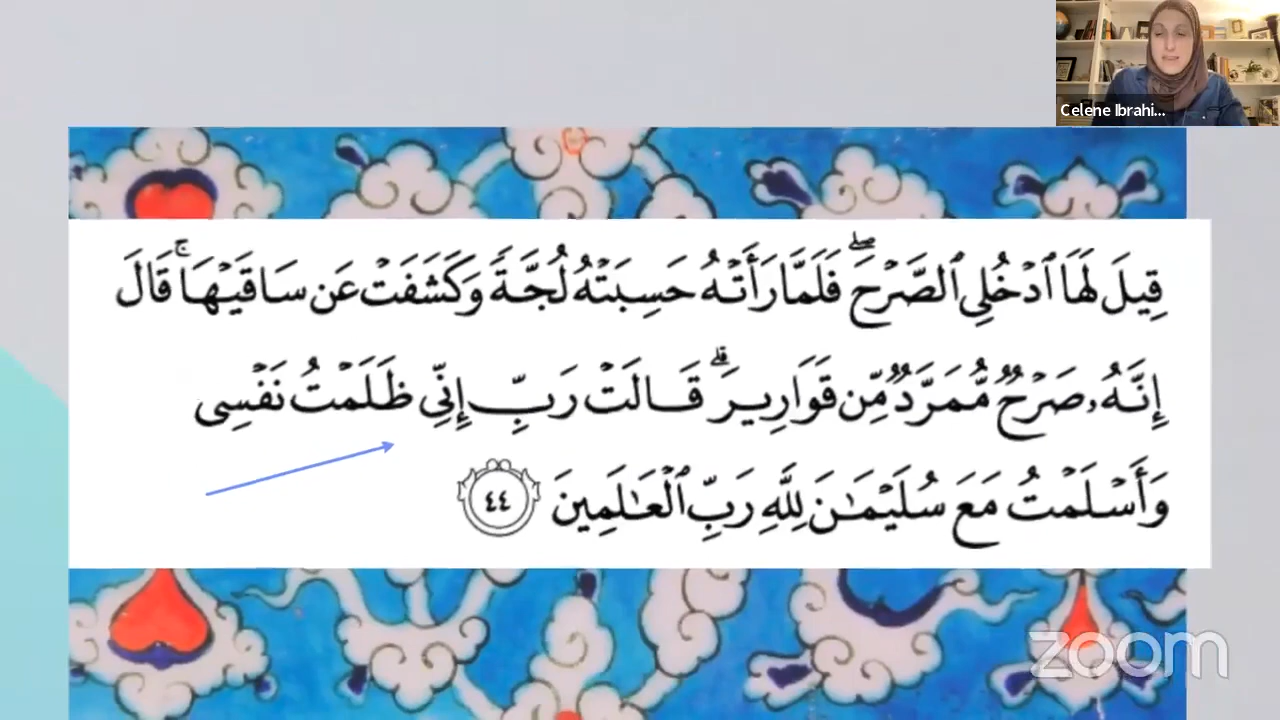 Celene Ibrahi...
قِيلَ لَهَا ٱدْخُلِى ٱلصَّرْحَ ۖ فَلَمَّا رَأَتْهُ حَسِبَتْهُ لُجَّةً وَكَشَفَتْ عَن سَاقَيْهَا ۚ قَالَ
إِنَّهُۥ صَرْحٌ مُّمَرَّدٌ مِّن قَوَارِيرَ ۗ قَالَتْ رَبِّ إِنِّى ظَلَمْتُ نَفْسِى
وَأَسْلَمْتُ مَعَ سُلَيْمَـٰنَ لِلَّهِ رَبِّ ٱلْعَـٰلَمِينَ ٤٤
zoom